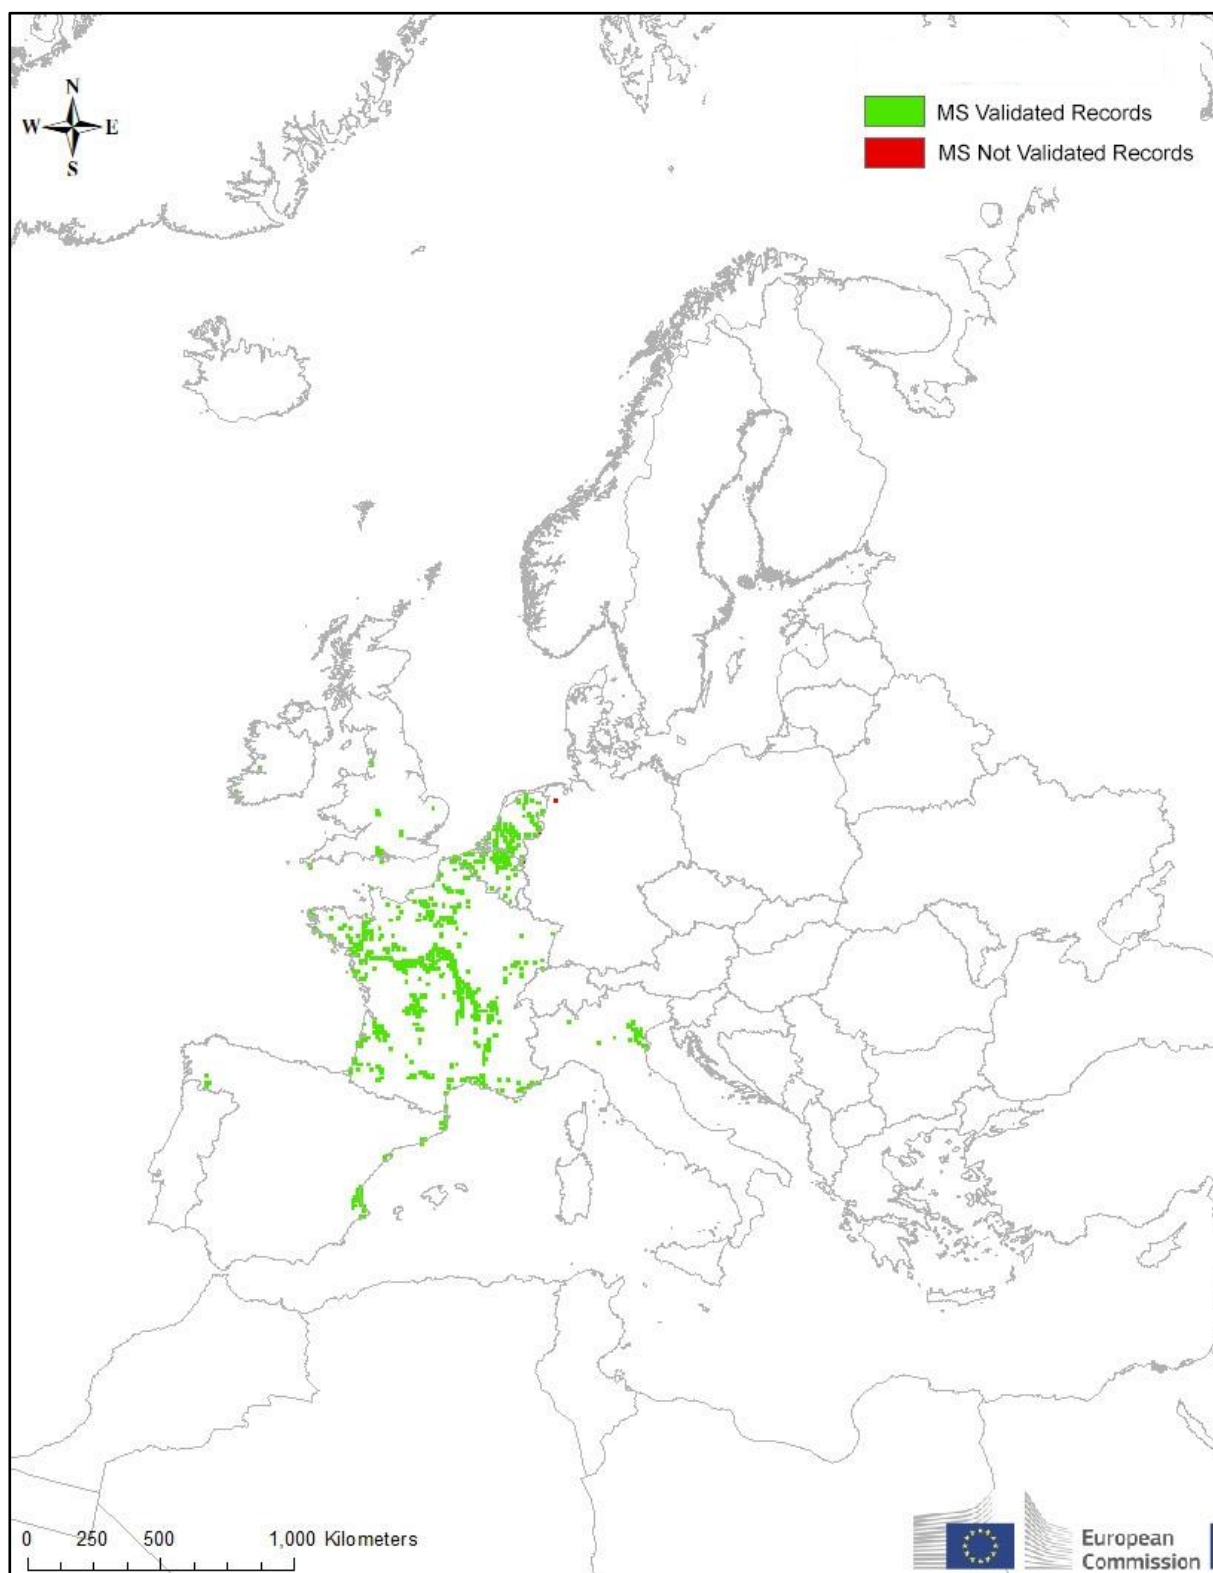 N
W E
S
MS Validated Records
MS Not Validated Records
0 250 500 1,000 Kilometers
European
Commission